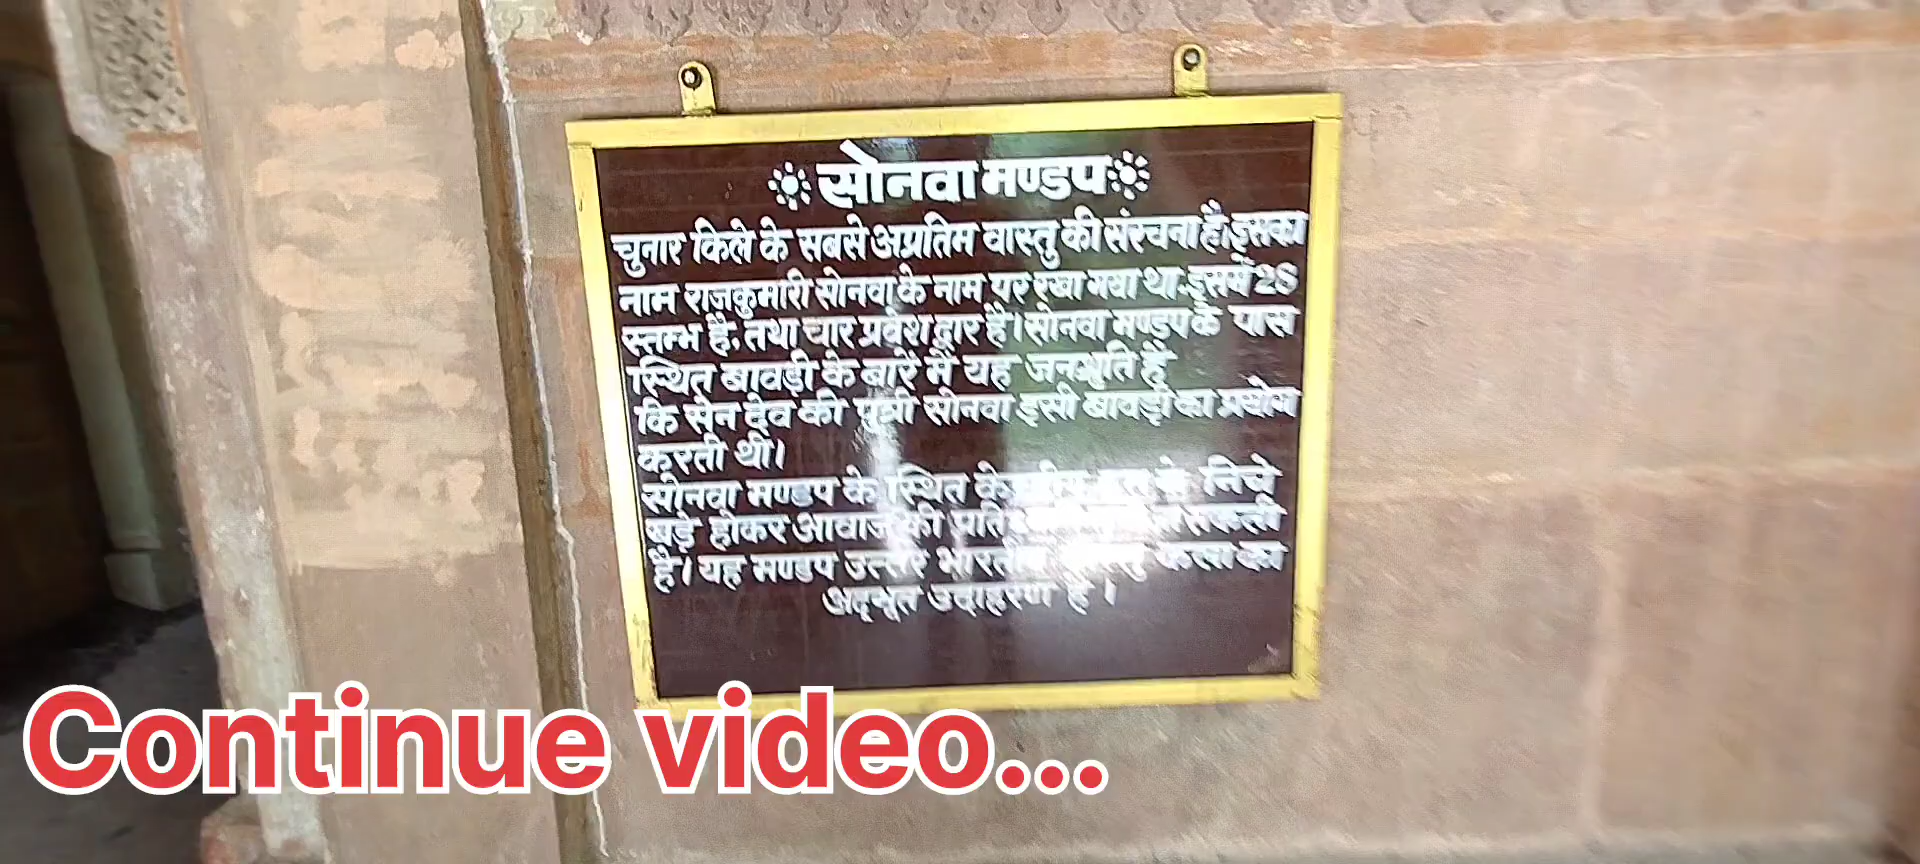 सोनवा मण्डप
चुनार किले के सबसे अप्रतिम वास्तु की संरचना है। इसका
नाम राजकुमारी सोनवा के नाम पर रखा गया था. इसमें 28
स्तम्भ है, तथा चार प्रवेश द्वार है। सोनवा मण्डप के पास
स्थित बावड़ी के बारे में यह जनश्रुति है
कि सेन देव की पुत्री सोनवा इसी बावड़ी का प्रयोग
करती थी।
सोनवा मण्डप के स्थित के निचे
खड़े होकर आवाज की सकती
है। यह मण्डप उत्तर कला का
अद्भूत उदाहरण है।
Continue video...